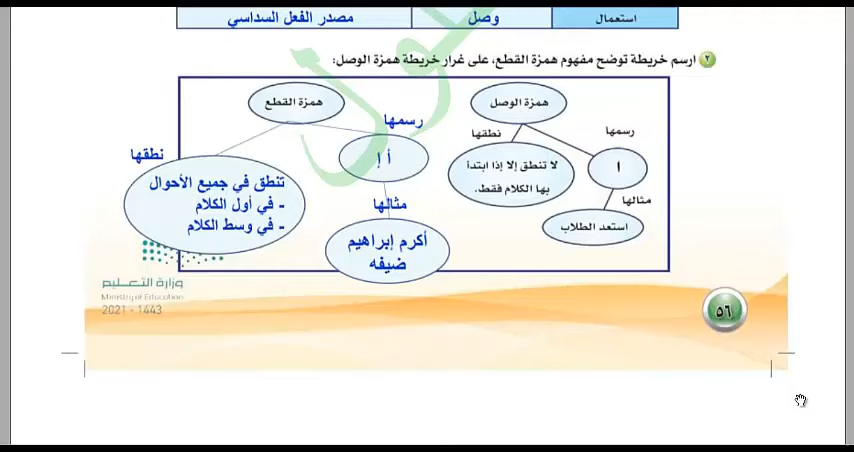 استعمال وصل مصدر الفعل السداسي
٢ ارسم خريطة توضح مفهوم همزة القطع، على غرار خريطة همزة الوصل:
همزة الوصل
رسمها
نطقها
ا
لا تنطق إلا إذا ابتدأ
بها الكلام فقط.
مثالها
استعد الطلاب
همزة القطع
رسمها
نطقها
أ إ
تنطق في جميع الأحوال
- في أول الكلام
- في وسط الكلام
مثالها
أكرم إبراهيم
ضيفه
وزارة التعليم
Ministry of Education
2021 - 1443
٥٦